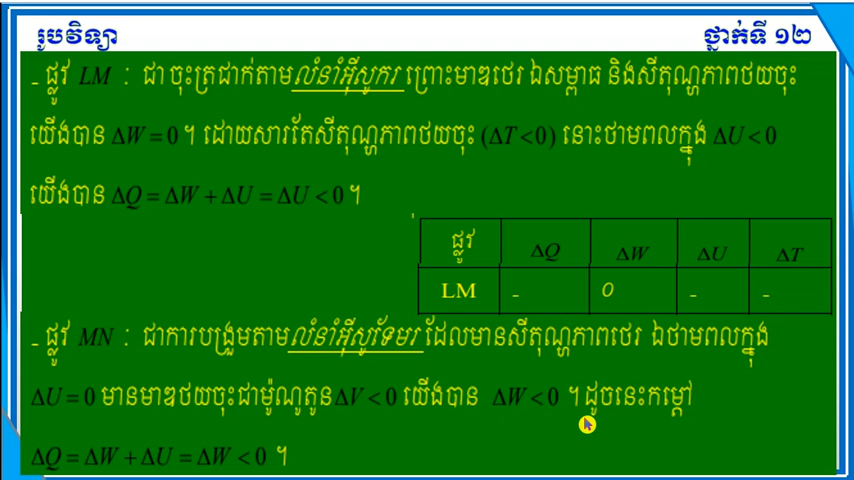 រូបវិទ្យា
ថ្នាក់ទី ១២
_ ផ្លូវ LM : ជា ចុះត្រជាក់តាមលំនាំអ៊ីសូករ ព្រោះមាឌថេរ ឯសម្ពាធ និងសីតុណ្ហភាពថយចុះ
យើងបាន ΔW = 0 ។ ដោយសារតែសីតុណ្ហភាពថយចុះ (ΔT < 0) នោះថាមពលក្នុង ΔU < 0
យើងបាន ΔQ = ΔW + ΔU = ΔU < 0 ។
ផ្លូវ ΔQ ΔW ΔU ΔT
LM - 0 - -
_ ផ្លូវ MN : ជាការបង្រួមតាមលំនាំអ៊ីសូទែមរ ដែលមានសីតុណ្ហភាពថេរ ឯថាមពលក្នុង
ΔU = 0 មានមាឌថយចុះជាម៉ូណូតូន ΔV < 0 យើងបាន ΔW < 0 ។ ដូចនេះកម្ដៅ
ΔQ = ΔW + ΔU = ΔW < 0 ។